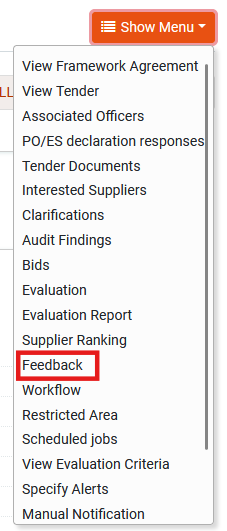 Show Menu
LL
View Framework Agreement
View Tender
Associated Officers
PO/ES declaration responses
Tender Documents
Interested Suppliers
Clarifications
Audit Findings
Bids
Evaluation
Evaluation Report
Supplier Ranking
Feedback
Workflow
Restricted Area
Scheduled jobs
View Evaluation Criteria
Specify Alerts
Manual Notification